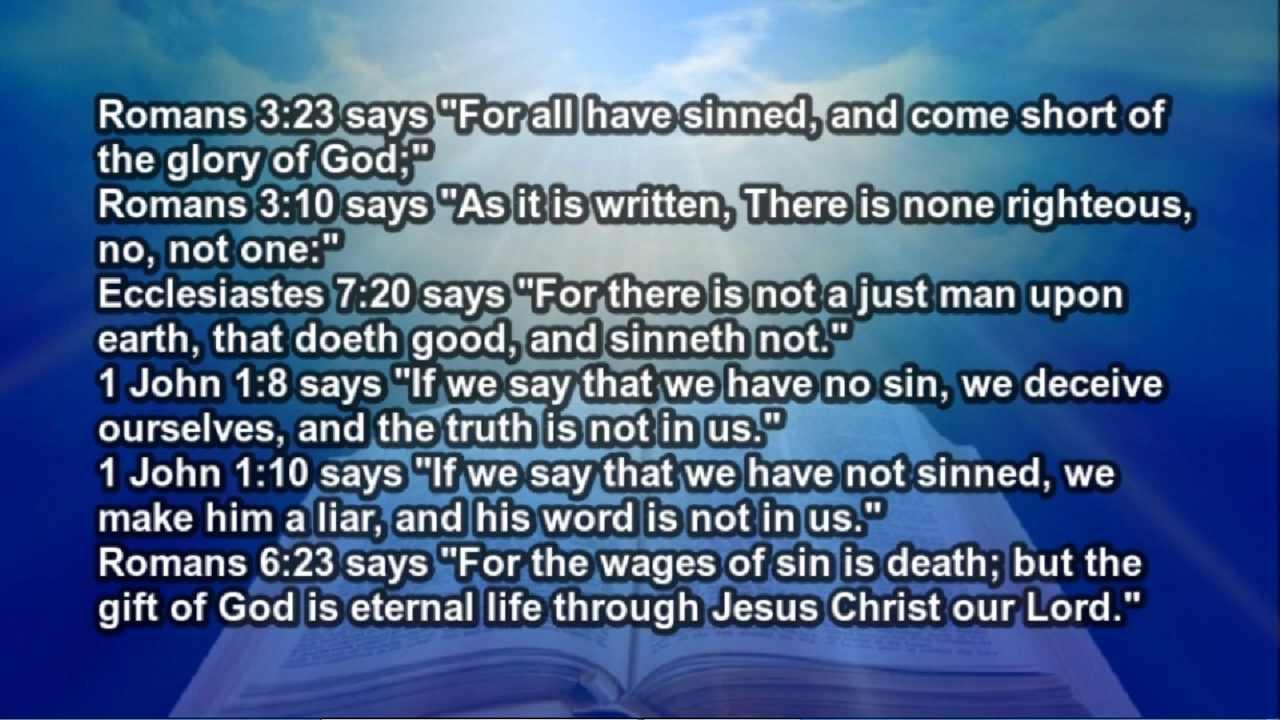 Romans 3:23 says "For all have sinned, and come short of
the glory of God;"
Romans 3:10 says "As it is written, There is none righteous,
no, not one:"
Ecclesiastes 7:20 says "For there is not a just man upon
earth, that doeth good, and sinneth not."
1 John 1:8 says "If we say that we have no sin, we deceive
ourselves, and the truth is not in us."
1 John 1:10 says "If we say that we have not sinned, we
make him a liar, and his word is not in us."
Romans 6:23 says "For the wages of sin is death; but the
gift of God is eternal life through Jesus Christ our Lord."